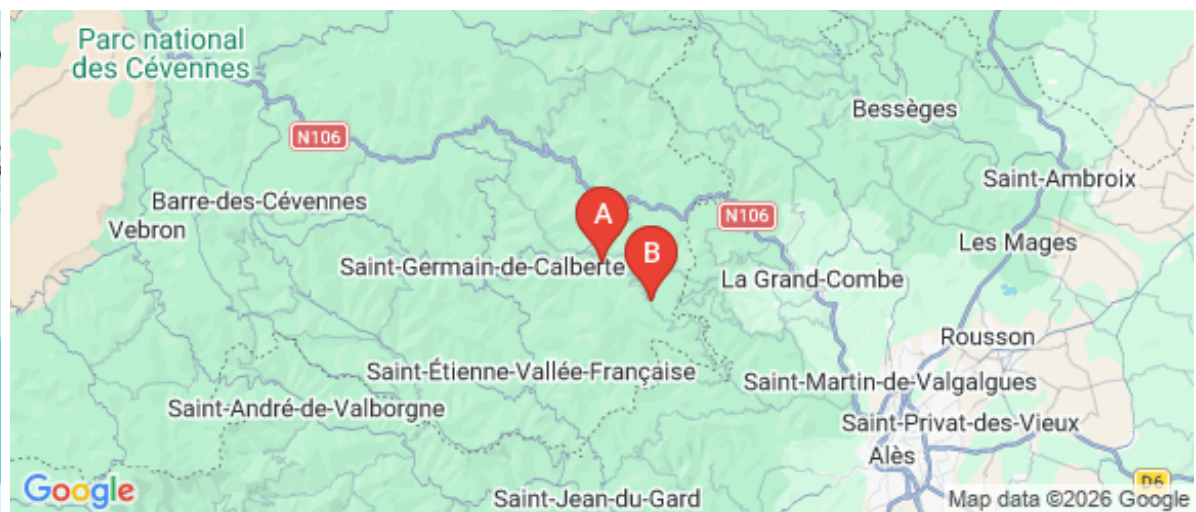 Parc national
des Cévennes
Bessèges
N106
Saint-Ambroix
Barre-des-Cévennes
A
N106
Vebron
Les Mages
B
Saint-Germain-de-Calberte
La Grand-Combe
Rousson
Saint-Étienne-Vallée-Française
Saint-Martin-de-Valgalgues
Saint-André-de-Valborgne
Saint-Privat-des-Vieux
Alès
D6
Google
Saint-Jean-du-Gard
Map data ©2026 Google